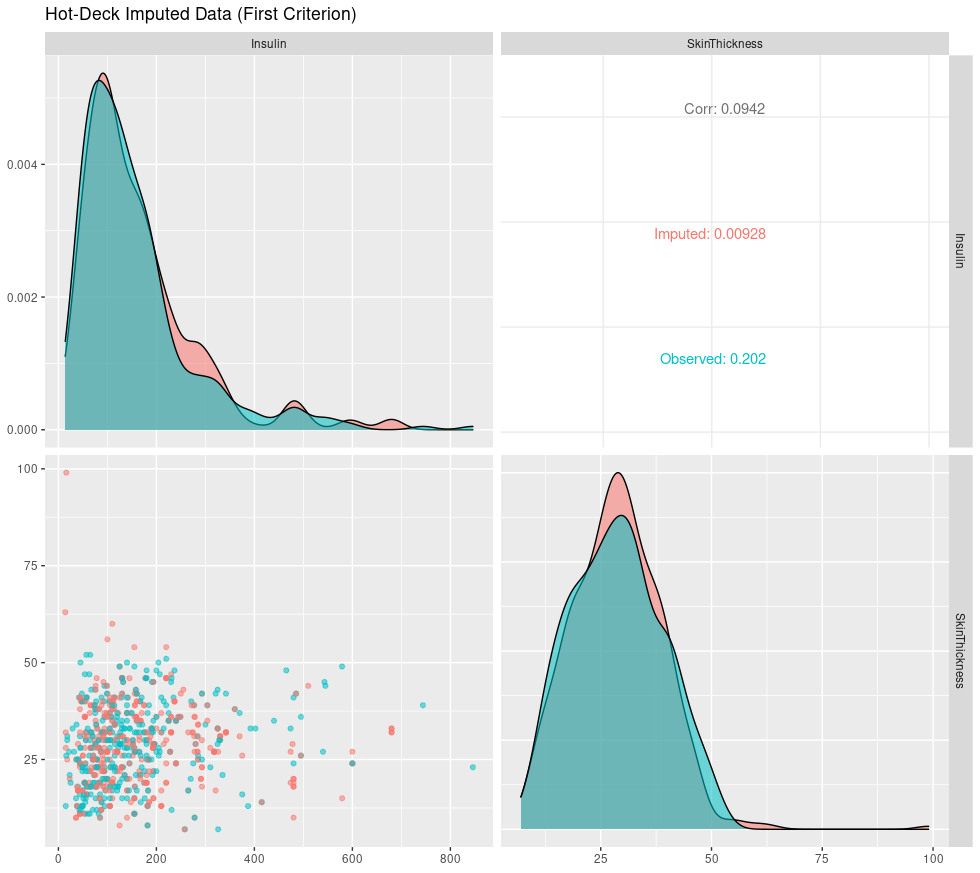 Hot-Deck Imputed Data (First Criterion)
Insulin
SkinThickness
0.004
0.002
0.000
Corr: 0.0942
Imputed: 0.00928
Observed: 0.202
Insulin
100
75
50
25
SkinThickness
0
200
400
600
800
25
50
75
100